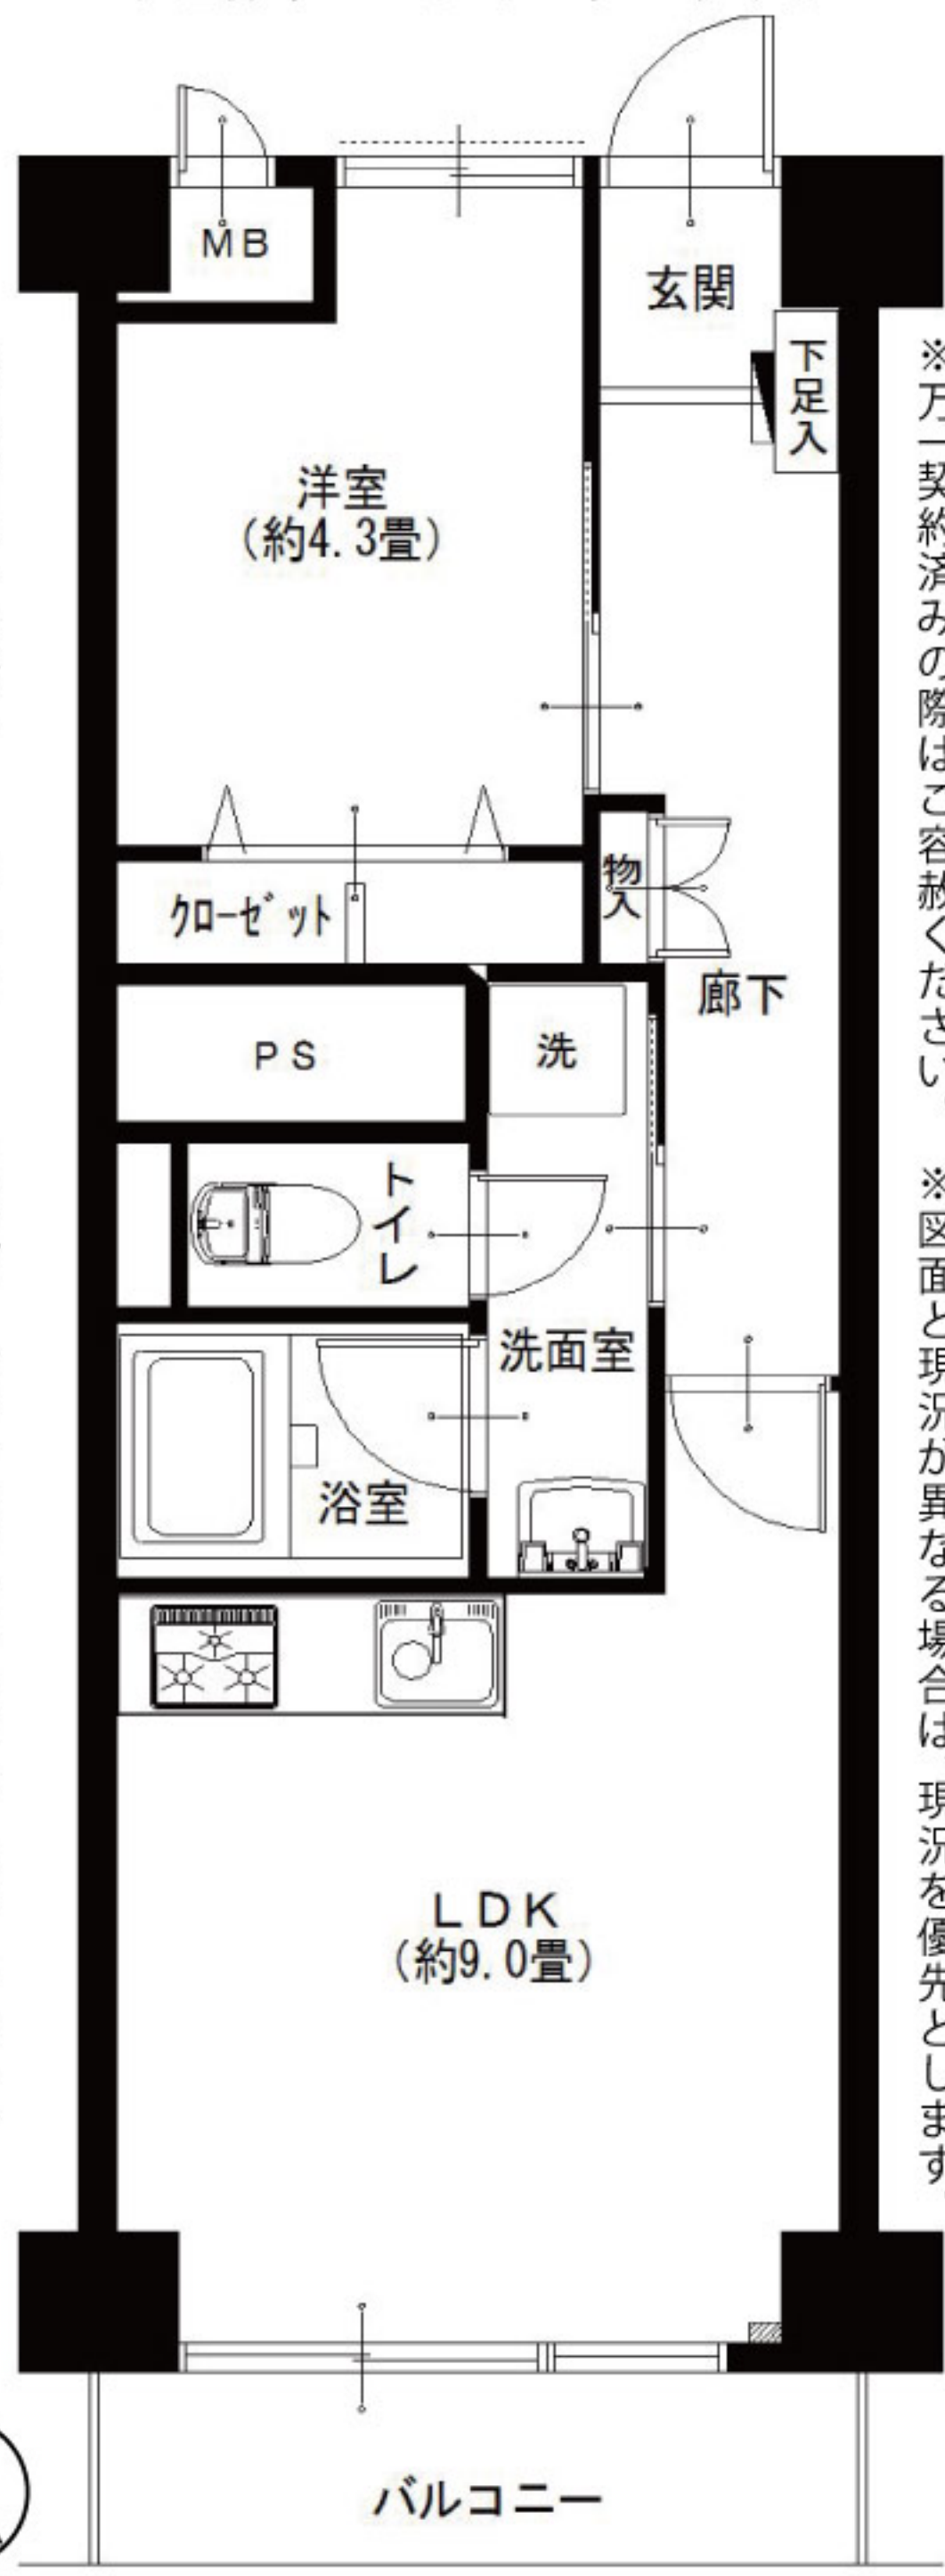 MB
玄関
下足入
洋室
(約4.3畳)
クローゼット
物入
廊下
PS
洗
トイレ
洗面室
浴室
LDK
(約9.0畳)
バルコニー
※万一契約済みの際はご容赦ください。
※図面と現況が異なる場合は現況を優先とします。